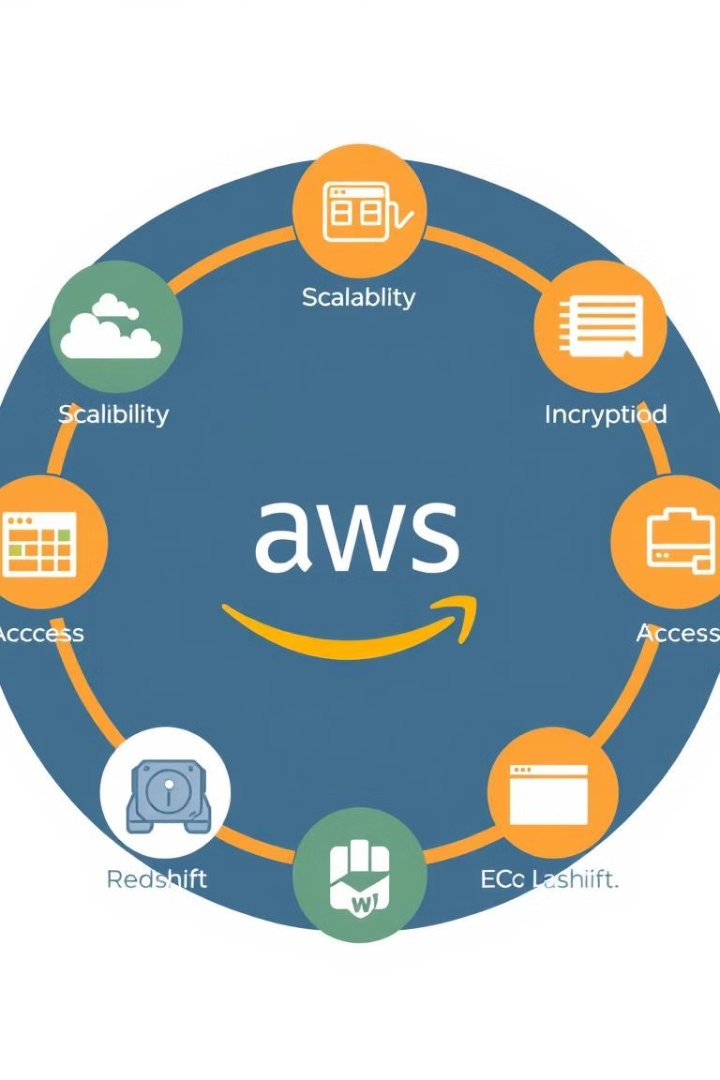 Scalablity
Scalibility
Incryptiod
aws
Acccess
Access
Redshift
ECc Lashiift.
W